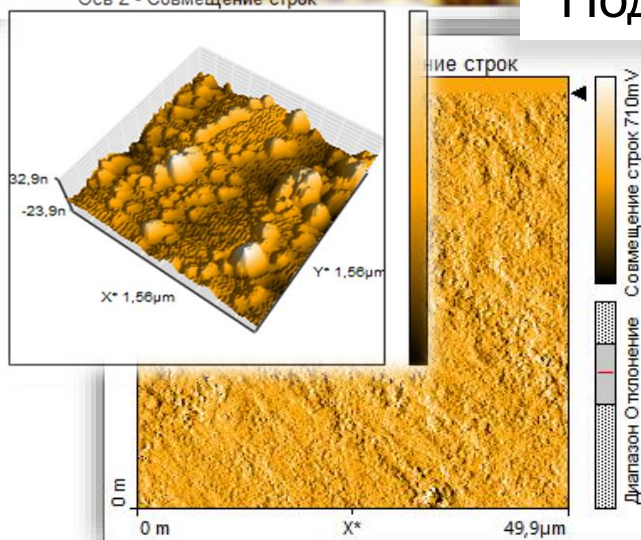 Ось Z - Совмещение строк
Под
ние строк
32,9n
-23,9n
X* 1,56µm
Y* 1,56µm
Совмещение строк 710mV
Диапазон Отклонение
0 m
0 m
X*
49,9µm